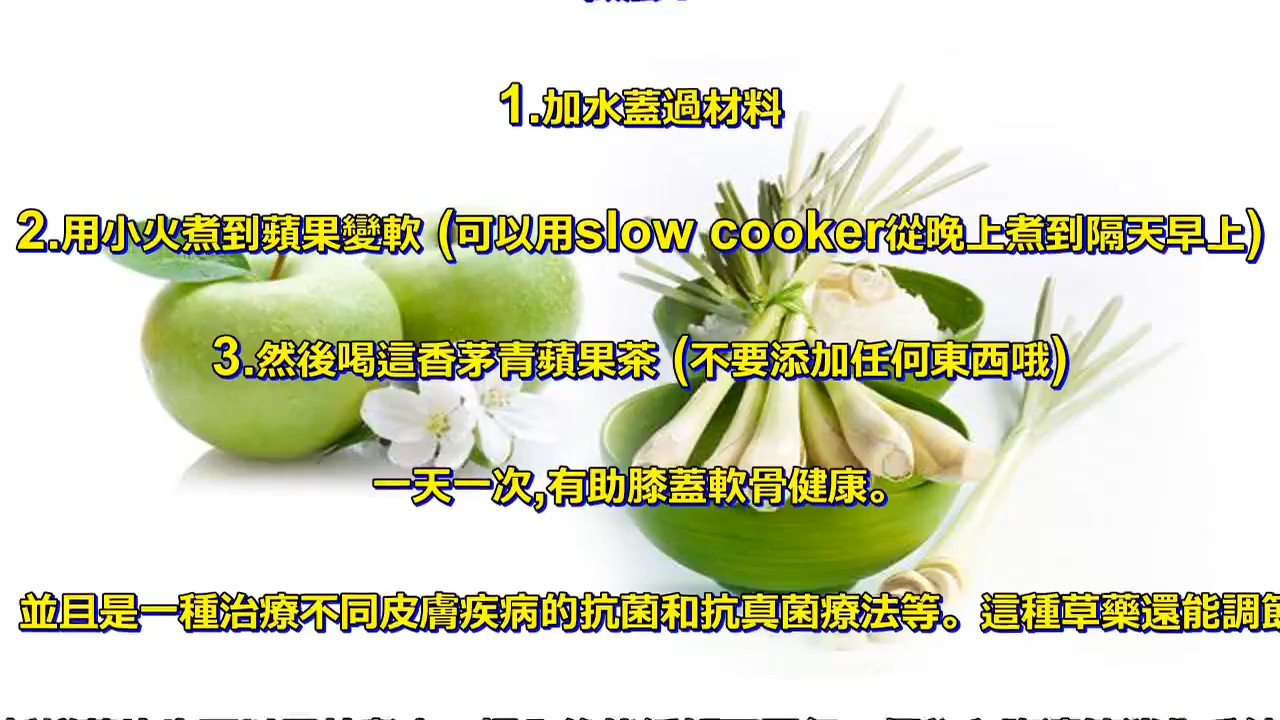 1.加水蓋過材料
2.用小火煮到蘋果變軟 (可以用slow cooker從晚上煮到隔天早上)
3.然後喝這香茅青蘋果茶 (不要添加任何東西哦)
一天一次,有助膝蓋軟骨健康。
並且是一種治療不同皮膚疾病的抗菌和抗真菌療法等。這種草藥還能調節